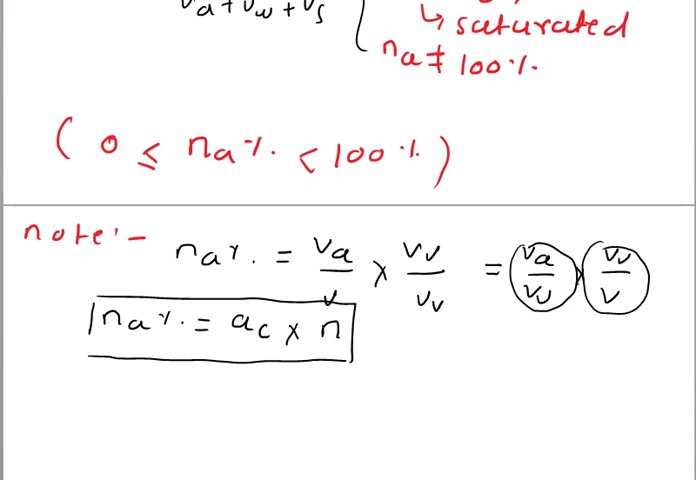 Va + Vw + Vs
↳ saturated
na ≠ 100%
( 0 ≤ na% < 100% )
note:- na%. = Va/V × Vv/Vv = (Va/Vv) × (Vv/V)
na%. = ac × n